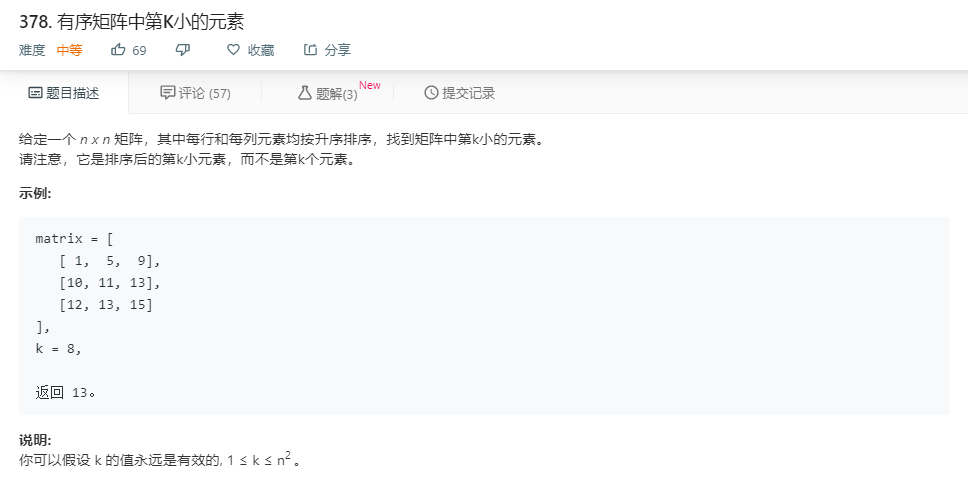 378. 有序矩阵中第K小的元素
难度 中等 69 收藏 分享
题目描述 评论 (57) 题解(3) New 提交记录
给定一个 n x n 矩阵，其中每行和每列元素均按升序排序，找到矩阵中第k小的元素。
请注意，它是排序后的第k小元素，而不是第k个元素。
示例:
matrix = [
[ 1, 5, 9],
[10, 11, 13],
[12, 13, 15]
],
k = 8,
返回 13。
说明:
你可以假设 k 的值永远是有效的, 1 ≤ k ≤ n² 。